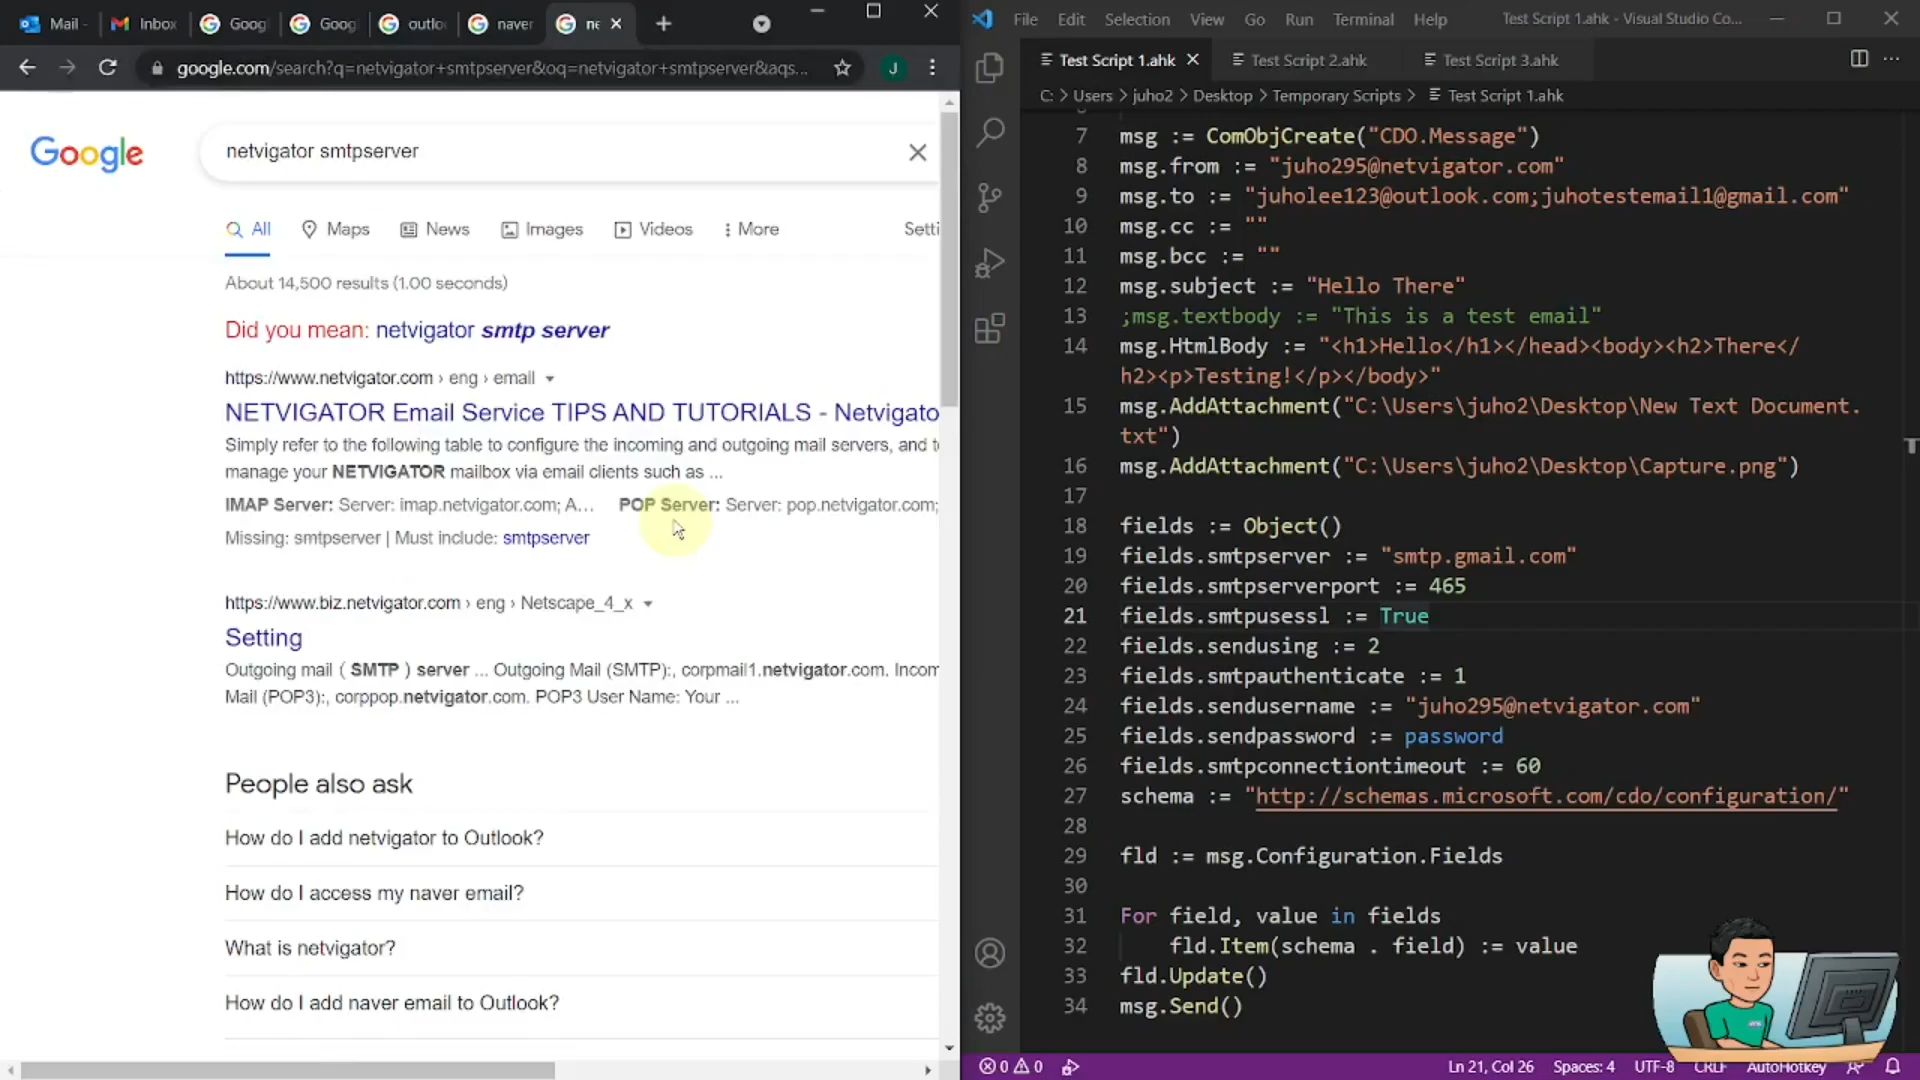 Mail -
Inbox
Goog
Goog
outlo
naver
ne
google.com/search?q=netvigator+smtpserver&oq=netvigator+smtpserver&aqs...
J
Google
netvigator smtpserver
All
Maps
News
Images
Videos
More
Setti
About 14,500 results (1.00 seconds)
Did you mean: netvigator smtp server
https://www.netvigator.com › eng › email
NETVIGATOR Email Service TIPS AND TUTORIALS - Netvigato
Simply refer to the following table to configure the incoming and outgoing mail servers, and t
manage your NETVIGATOR mailbox via email clients such as ...
IMAP Server: Server: imap.netvigator.com; A... POP Server: Server: pop.netvigator.com;
Missing: smtpserver | Must include: smtpserver
https://www.biz.netvigator.com › eng › Netscape_4_x
Setting
Outgoing mail ( SMTP ) server ... Outgoing Mail (SMTP):, corpmail1.netvigator.com. Incom
Mail (POP3):, corppop.netvigator.com. POP3 User Name: Your ...
People also ask
How do I add netvigator to Outlook?
How do I access my naver email?
What is netvigator?
How do I add naver email to Outlook?
File Edit Selection View Go Run Terminal Help
Test Script 1.ahk - Visual Studio Co...
Test Script 1.ahk
Test Script 2.ahk
Test Script 3.ahk
C: > Users > juho2 > Desktop > Temporary Scripts > Test Script 1.ahk
7 msg := ComObjCreate("CDO.Message")
8 msg.from := "juho295@netvigator.com"
9 msg.to := "juholee123@outlook.com;juhotestemail1@gmail.com"
10 msg.cc := ""
11 msg.bcc := ""
12 msg.subject := "Hello There"
13 ;msg.textbody := "This is a test email"
14 msg.HtmlBody := "<h1>Hello</h1></head><body><h2>There</
h2><p>Testing!</p></body>"
15 msg.AddAttachment("C:\Users\juho2\Desktop\New Text Document.
txt")
16 msg.AddAttachment("C:\Users\juho2\Desktop\Capture.png")
17
18 fields := Object()
19 fields.smtpserver := "smtp.gmail.com"
20 fields.smtpserverport := 465
21 fields.smtpusessl := True
22 fields.sendusing := 2
23 fields.smtpauthenticate := 1
24 fields.sendusername := "juho295@netvigator.com"
25 fields.sendpassword := password
26 fields.smtpconnectiontimeout := 60
27 schema := "http://schemas.microsoft.com/cdo/configuration/"
28
29 fld := msg.Configuration.Fields
30
31 For field, value in fields
32 fld.Item(schema . field) := value
33 fld.Update()
34 msg.Send()
0 0
Ln 21, Col 26
Spaces: 4
UTF-8
CRLF
AutoHotkey